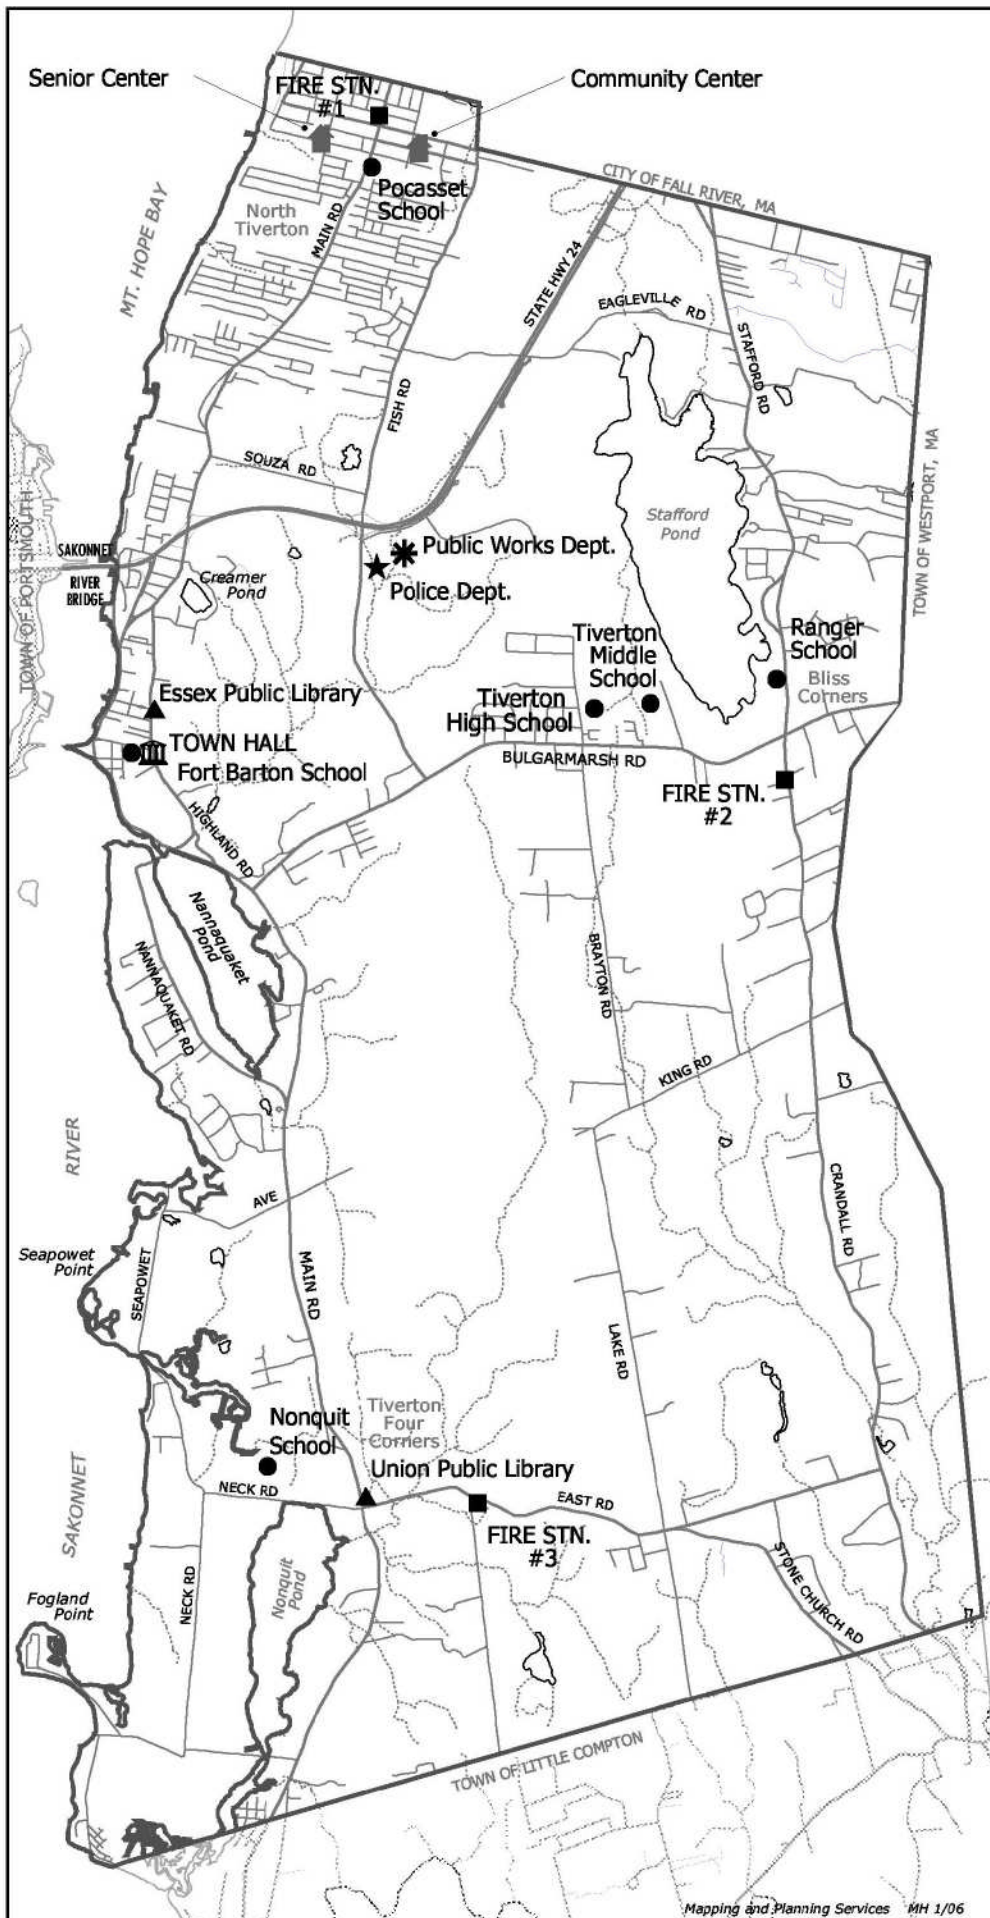 Senior Center
FIRE STN.
#1
Community Center
CITY OF FALL RIVER, MA
Pocasset
School
North
Tiverton
MAIN RD
MT. HOPE BAY
STATE HWY 24
EAGLEVILLE RD
STAFFORD RD
FISH RD
SOUZA RD
TOWN OF WESTPORT, MA
Stafford
Pond
TOWN OF PORTSMOUTH
SAKONNET
RIVER
BRIDGE
Public Works Dept.
Police Dept.
Creamer
Pond
Tiverton
Middle
School
Ranger
School
Bliss
Corners
Essex Public Library
Tiverton
High School
TOWN HALL
Fort Barton School
BULGARMARSH RD
FIRE STN.
#2
HIGHLAND RD
Nannaquaket
Pond
NANNAQUAKET RD
BRAYTON RD
KING RD
RIVER
AVE
CRANDALL RD
Seapowet
Point
SEAPOWET
MAIN RD
LAKE RD
Tiverton
Four
Corners
Nonquit
School
Union Public Library
NECK RD
EAST RD
FIRE STN.
#3
SAKONNET
STONE CHURCH RD
Nonquit
Pond
NECK RD
Fogland
Point
TOWN OF LITTLE COMPTON
Mapping and Planning Services MH 1/06